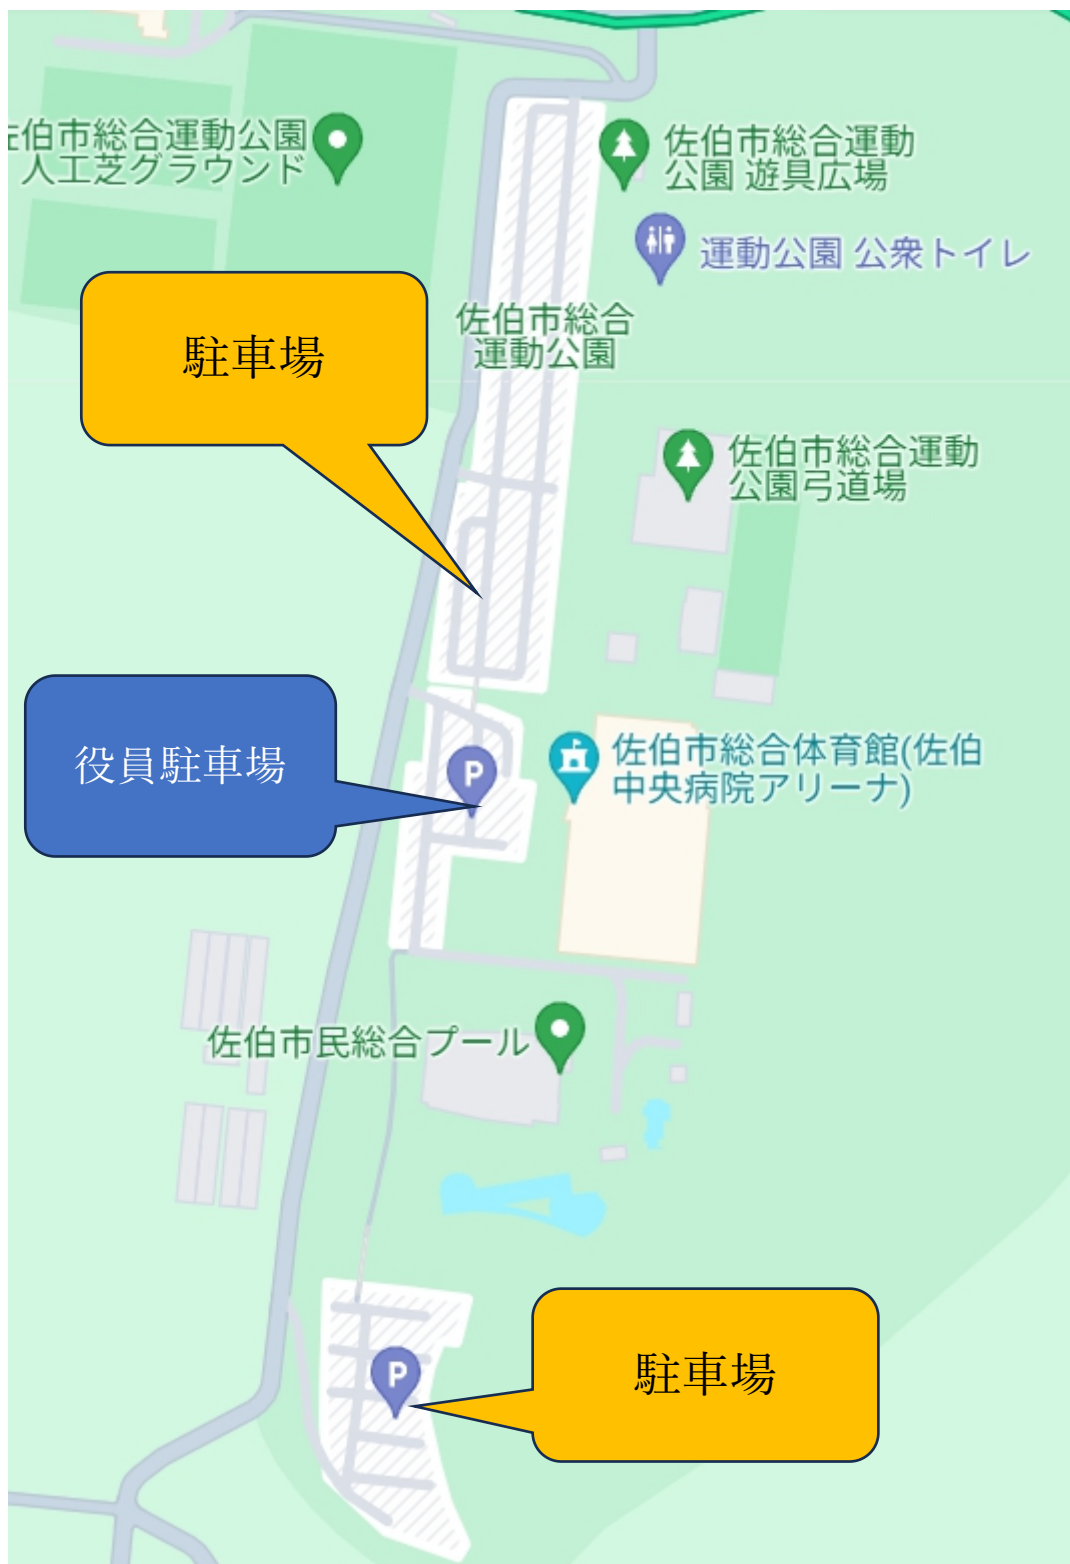 佐伯市総合運動公園
人工芝グラウンド
佐伯市総合運動
公園 遊具広場
運動公園 公衆トイレ
佐伯市総合
運動公園
駐車場
佐伯市総合運動
公園弓道場
役員駐車場
P
佐伯市総合体育館(佐伯
中央病院アリーナ)
佐伯市民総合プール
P
駐車場